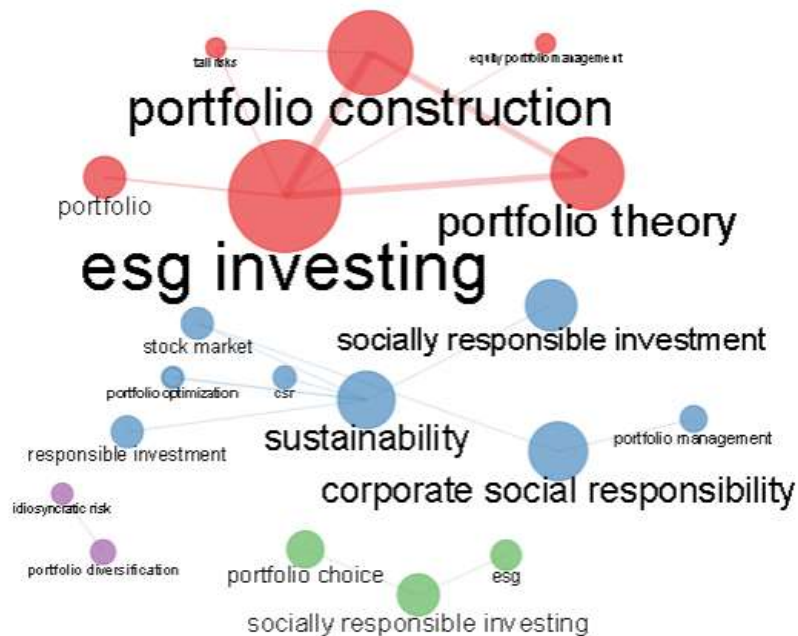 tail risks
equity portfolio management
portfolio construction
portfolio
portfolio theory
esg investing
socially responsible investment
stock market
portfolio optimization
csr
sustainability
portfolio management
responsible investment
corporate social responsibility
idiosyncratic risk
portfolio diversification
portfolio choice
esg
socially responsible investing